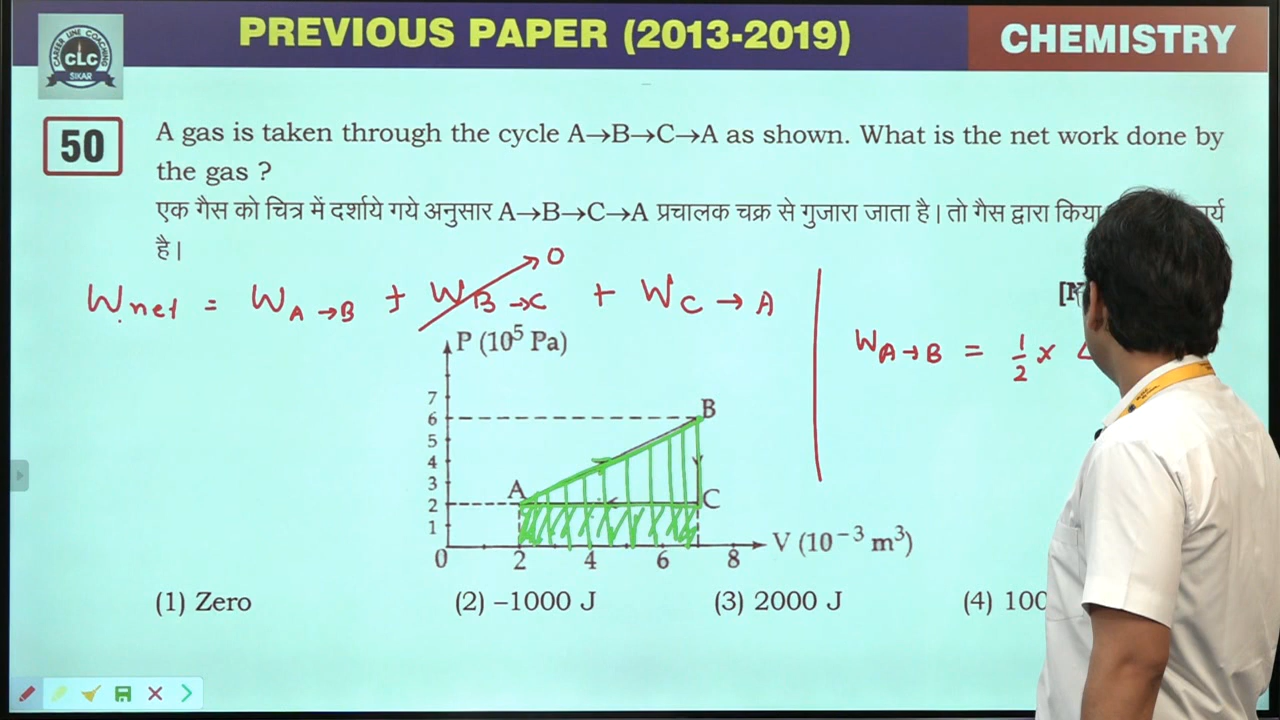 PREVIOUS PAPER (2013-2019)
CHEMISTRY
CAREER LINE COACHING
CLC
SIKAR
50
A gas is taken through the cycle A→B→C→A as shown. What is the net work done by
the gas ?
एक गैस को चित्र में दर्शाये गये अनुसार A→B→C→A प्रचालक चक्र से गुजारा जाता है। तो गैस द्वारा किया
है।
Wnet = WA→B + WB→C →0 + WC→A
WA→B = 1/2 ×
P (10⁵ Pa)
7
6
5
4
3
2
1
0
2
4
6
8
A
B
C
V (10⁻³ m³)
(1) Zero
(2) –1000 J
(3) 2000 J
(4) 100